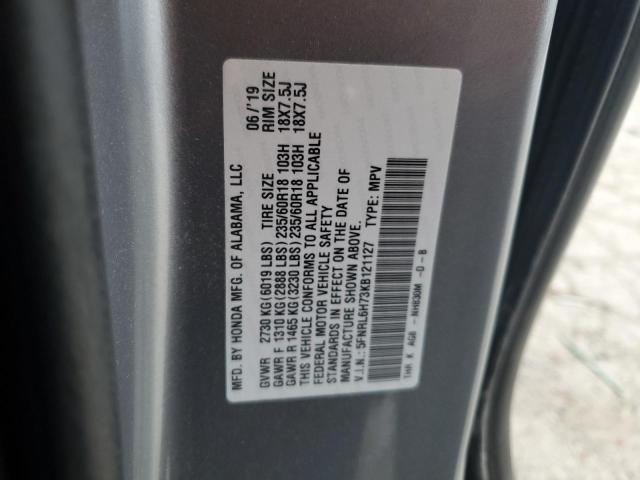 MFD. BY HONDA MFG. OF ALABAMA, LLC 06/'19
GVWR 2730 KG(6019 LBS) TIRE SIZE RIM SIZE
GAWR F 1310 KG(2888 LBS)235/60R18 103H 18X7.5J
GAWR R 1465 KG(3230 LBS)235/60R18 103H 18X7.5J
THIS VEHICLE CONFORMS TO ALL APPLICABLE
FEDERAL MOTOR VEHICLE SAFETY
STANDARDS IN EFFECT ON THE DATE OF
MANUFACTURE SHOWN ABOVE.
V.I.N.: 5FNRL6H73KB121127 TYPE: MPV
THR K AG8 - NH830M -D - B